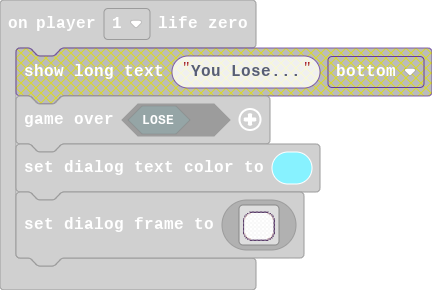 on player 1 life zero
show long text "You Lose..." bottom
game over LOSE
set dialog text color to
set dialog frame to